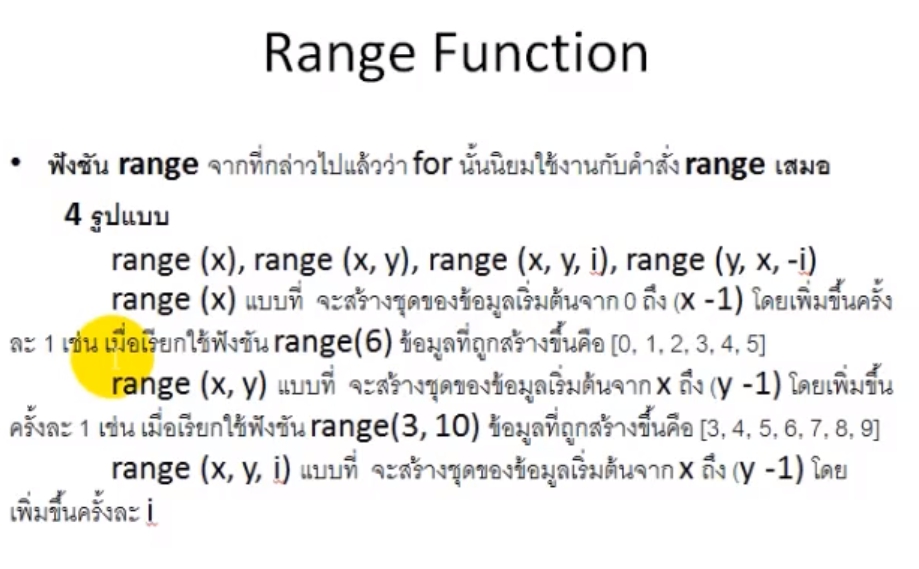 Range Function
• ฟังชัน range จากที่กล่าวไปแล้วว่า for นั้นนิยมใช้งานกับคำสั่ง range เสมอ
4 รูปแบบ
range (x), range (x, y), range (x, y, i), range (y, x, -i)
range (x) แบบที่ จะสร้างชุดของข้อมูลเริ่มต้นจาก 0 ถึง (x -1) โดยเพิ่มขึ้นครั้ง
ละ 1 เช่น เมื่อเรียกใช้ฟังชัน range(6) ข้อมูลที่ถูกสร้างขึ้นคือ [0, 1, 2, 3, 4, 5]
range (x, y) แบบที่ จะสร้างชุดของข้อมูลเริ่มต้นจาก x ถึง (y -1) โดยเพิ่มขึ้น
ครั้งละ 1 เช่น เมื่อเรียกใช้ฟังชัน range(3, 10) ข้อมูลที่ถูกสร้างขึ้นคือ [3, 4, 5, 6, 7, 8, 9]
range (x, y, i) แบบที่ จะสร้างชุดของข้อมูลเริ่มต้นจาก x ถึง (y -1) โดย
เพิ่มขึ้นครั้งละ i